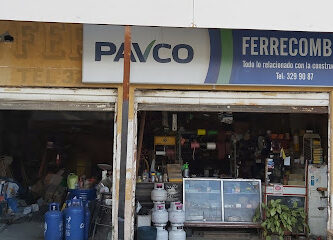 PAVCO
FERRECOMB
Todo lo relacionado con la constru
Tel: 329 90 87